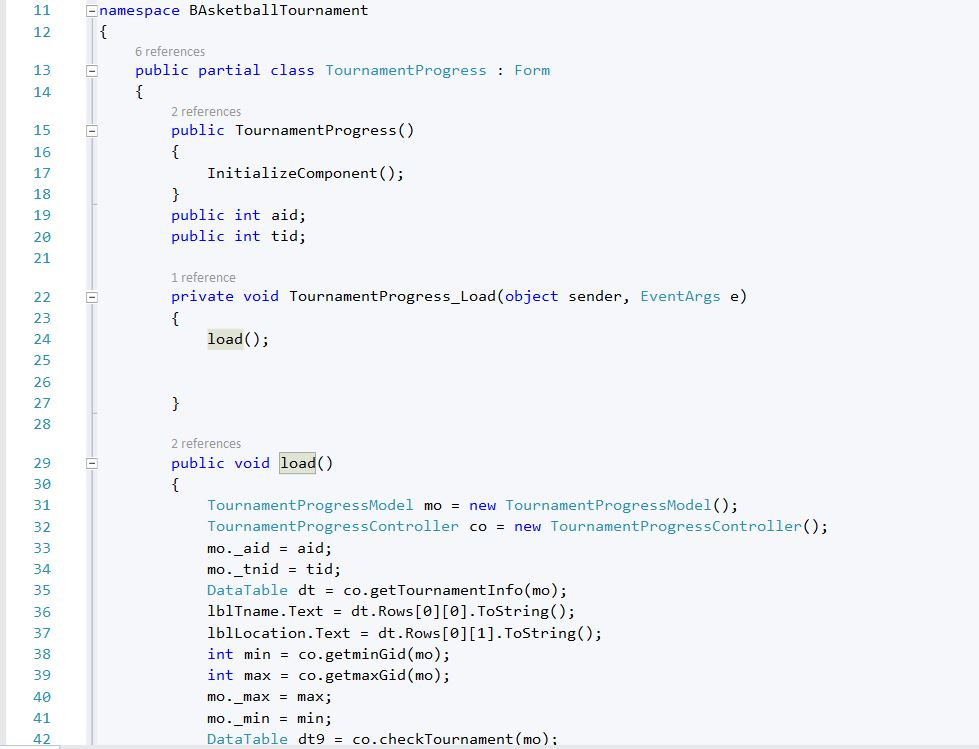 11 namespace BAsketballTournament
12 {
6 references
13 public partial class TournamentProgress : Form
14 {
2 references
15 public TournamentProgress()
16 {
17 InitializeComponent();
18 }
19 public int aid;
20 public int tid;
21
1 reference
22 private void TournamentProgress_Load(object sender, EventArgs e)
23 {
24 load();
25
26
27 }
28
2 references
29 public void load()
30 {
31 TournamentProgressModel mo = new TournamentProgressModel();
32 TournamentProgressController co = new TournamentProgressController();
33 mo._aid = aid;
34 mo._tnid = tid;
35 DataTable dt = co.getTournamentInfo(mo);
36 lblTname.Text = dt.Rows[0][0].ToString();
37 lblLocation.Text = dt.Rows[0][1].ToString();
38 int min = co.getminGid(mo);
39 int max = co.getmaxGid(mo);
40 mo._max = max;
41 mo._min = min;
42 DataTable dt9 = co.checkTournament(mo);